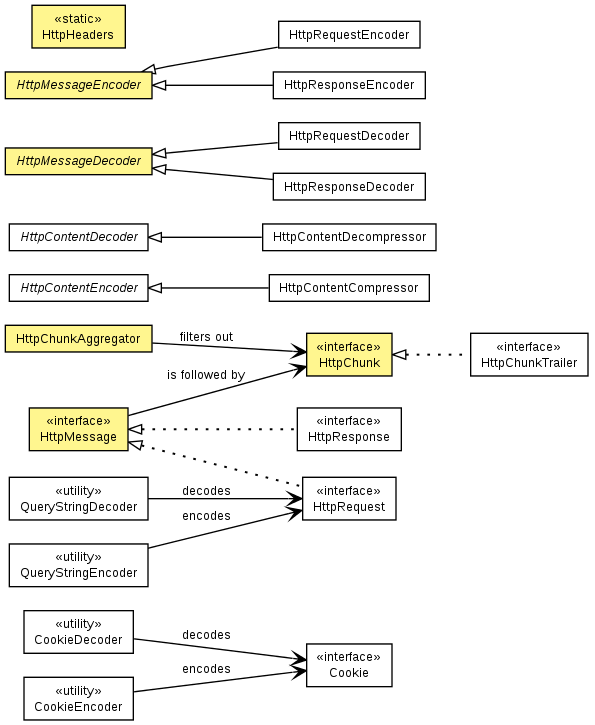 «static»
HttpHeaders
HttpRequestEncoder
HttpMessageEncoder
HttpResponseEncoder
HttpRequestDecoder
HttpMessageDecoder
HttpResponseDecoder
HttpContentDecoder
HttpContentDecompressor
HttpContentEncoder
HttpContentCompressor
HttpChunkAggregator
filters out
«interface»
HttpChunk
«interface»
HttpChunkTrailer
is followed by
«interface»
HttpMessage
«interface»
HttpResponse
«utility»
QueryStringDecoder
decodes
«interface»
HttpRequest
encodes
«utility»
QueryStringEncoder
«utility»
CookieDecoder
decodes
«interface»
Cookie
encodes
«utility»
CookieEncoder